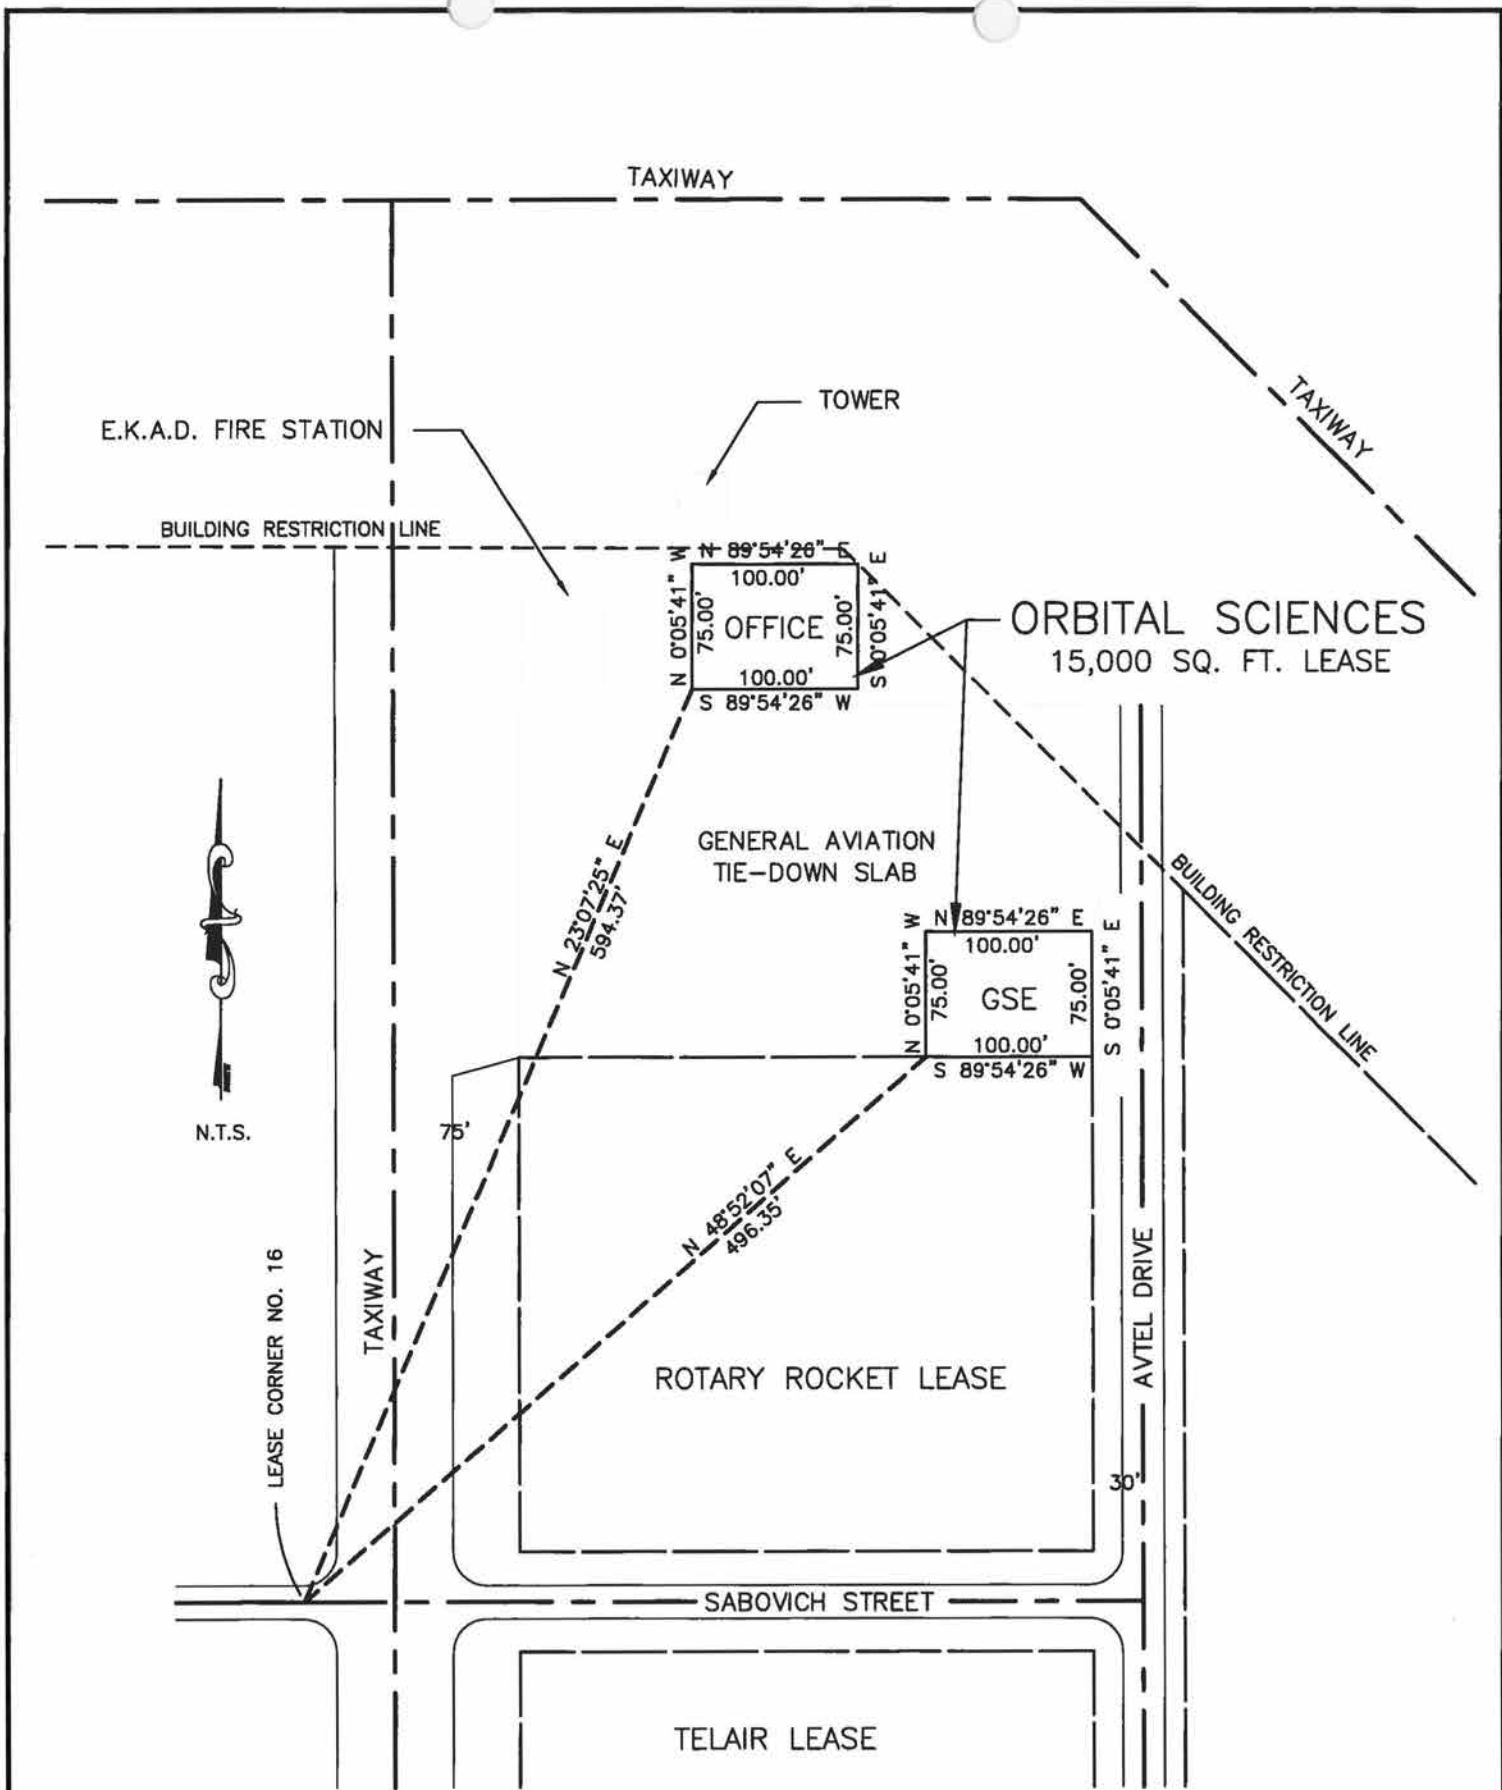 TAXIWAY
TAXIWAY
TOWER
E.K.A.D. FIRE STATION
BUILDING RESTRICTION LINE
N 89°54'26" E
100.00'
N 0°05'41" W
75.00'
OFFICE
75.00'
S 0°05'41" E
100.00'
S 89°54'26" W
ORBITAL SCIENCES
15,000 SQ. FT. LEASE
GENERAL AVIATION
TIE-DOWN SLAB
BUILDING RESTRICTION LINE
N 23°07'25" E
594.37'
N 89°54'26" E
100.00'
N 0°05'41" W
75.00'
GSE
75.00'
S 0°05'41" E
100.00'
S 89°54'26" W
N.T.S.
75'
N 48°52'07" E
496.35'
LEASE CORNER NO. 16
TAXIWAY
AVTEL DRIVE
ROTARY ROCKET LEASE
30'
SABOVICH STREET
TELAIR LEASE